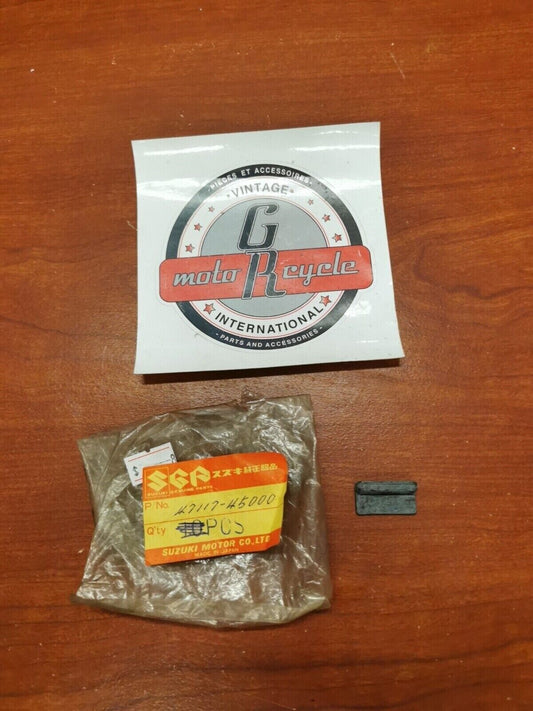 PIECES ET ACCESSOIRES
VINTAGE
G
moto R cycle
INTERNATIONAL
PARTS AND ACCESSORIES
SGP スズキ純正部品
SUZUKI GENUINE PARTS
P/No. 47117-45000
Q'ty PCS
SUZUKI MOTOR CO.,LTD
MADE IN JAPAN